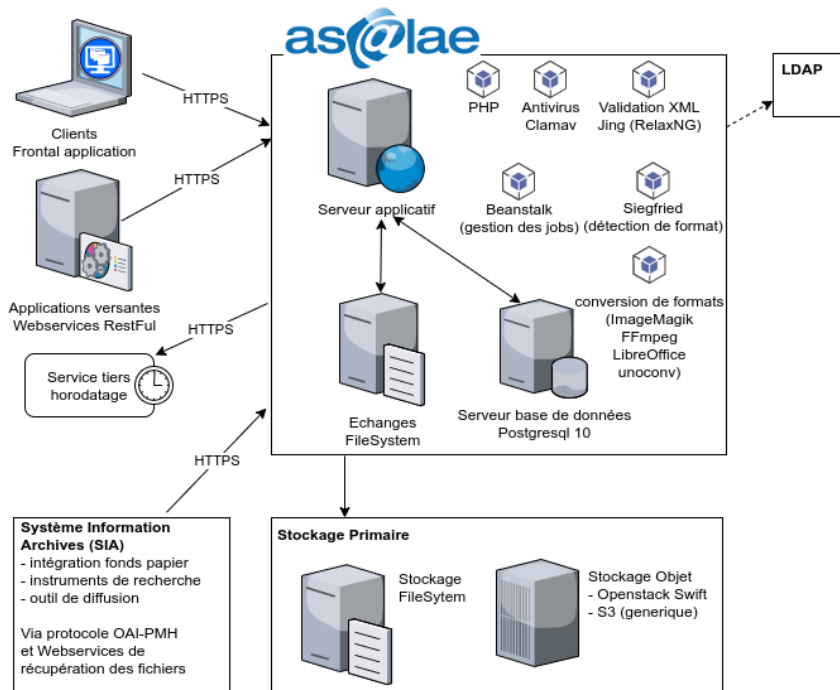 as@lae
HTTPS
Clients
Frontal application
HTTPS
Applications versantes
Webservices RestFul
HTTPS
Service tiers
horodatage
HTTPS
PHP
Antivirus
Clamav
Validation XML
Jing (RelaxNG)
Serveur applicatif
Beanstalk
(gestion des jobs)
Siegfried
(détection de format)
conversion de formats
(ImageMagik
FFmpeg
LibreOffice
unoconv)
Echanges
FileSystem
Serveur base de données
Postgresql 10
LDAP
Système Information
Archives (SIA)
- intégration fonds papier
- instruments de recherche
- outil de diffusion
Via protocole OAI-PMH
et Webservices de
récupération des fichiers
Stockage Primaire
Stockage
FileSytem
Stockage Objet
- Openstack Swift
- S3 (generique)